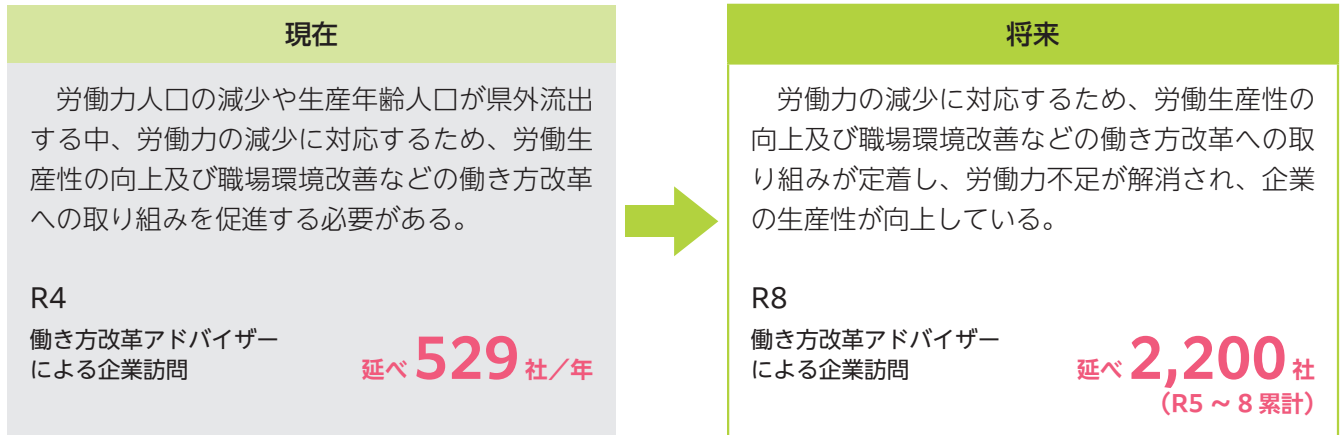 現在
労働力人口の減少や生産年齢人口が県外流出
する中、労働力の減少に対応するため、労働生
産性の向上及び職場環境改善などの働き方改革
への取り組みを促進する必要がある。
R4
働き方改革アドバイザー
による企業訪問
延べ 529 社／年
将来
労働力の減少に対応するため、労働生産性の
向上及び職場環境改善などの働き方改革への取
り組みが定着し、労働力不足が解消され、企業
の生産性が向上している。
R8
働き方改革アドバイザー
による企業訪問
延べ 2,200 社
（R5 ～ 8 累計）